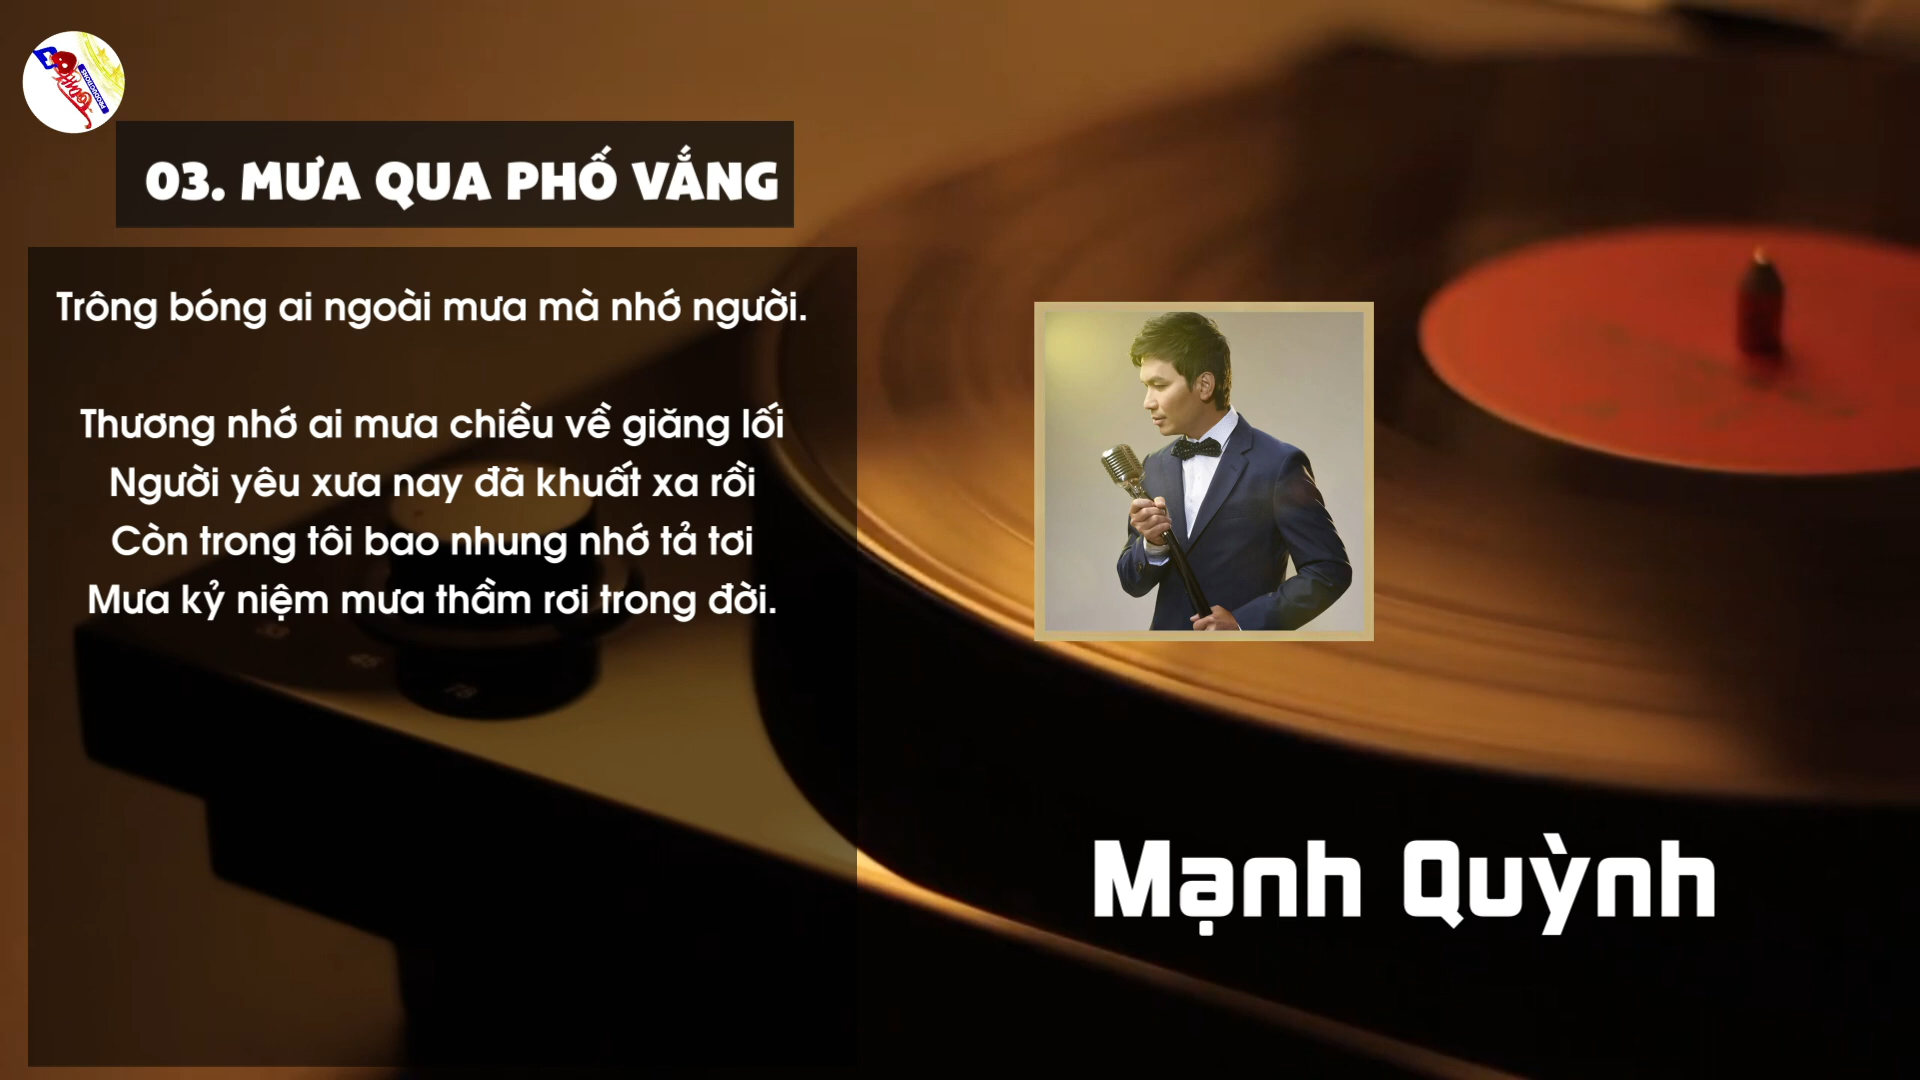 03. MƯA QUA PHỐ VẮNG
Trông bóng ai ngoài mưa mà nhớ người.
Thương nhớ ai mưa chiều về giăng lối
Người yêu xưa nay đã khuất xa rồi
Còn trong tôi bao nhung nhớ tả tơi
Mưa kỷ niệm mưa thầm rơi trong đời.
Mạnh Quỳnh